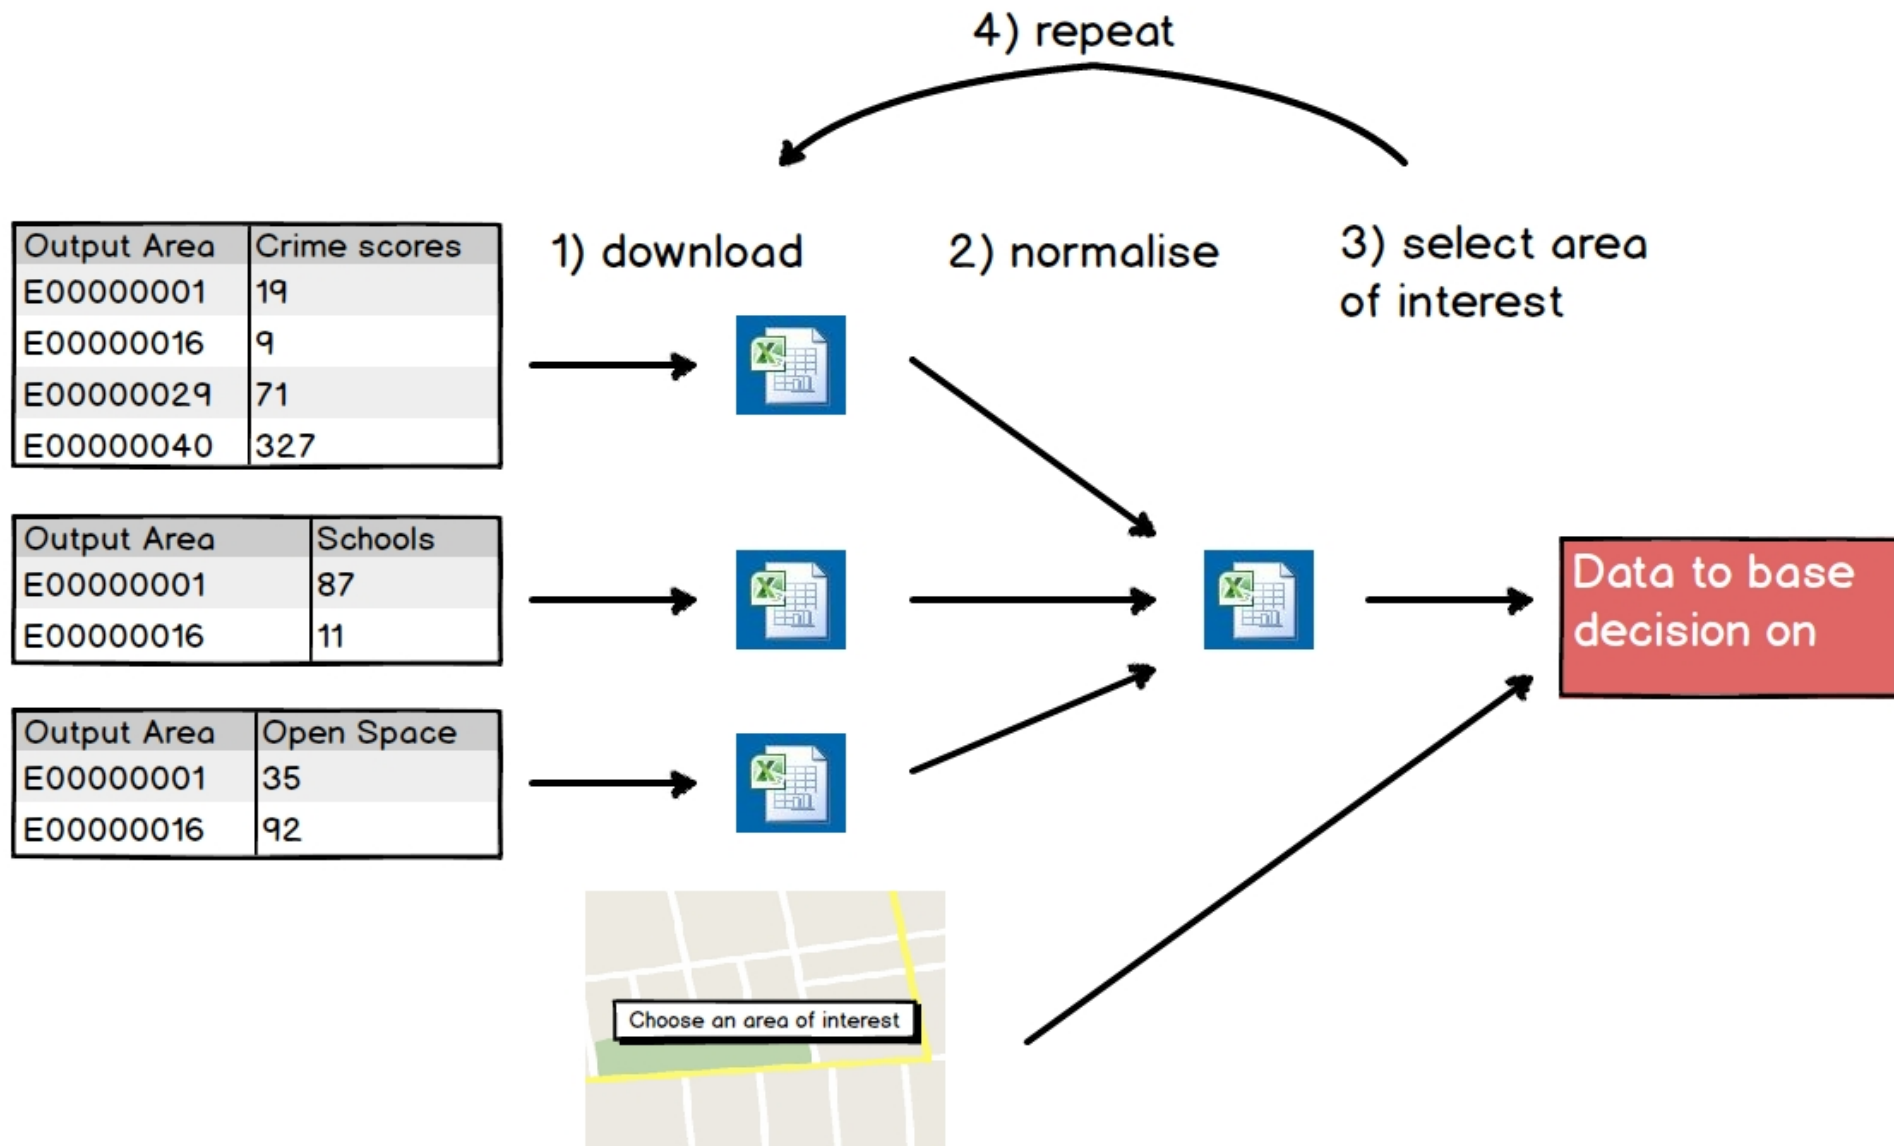 4) repeat
1) download
2) normalise
3) select area
of interest
Output Area Crime scores
E00000001 19
E00000016 9
E00000029 71
E00000040 327
Output Area Schools
E00000001 87
E00000016 11
Output Area Open Space
E00000001 35
E00000016 92
Data to base
decision on
Choose an area of interest